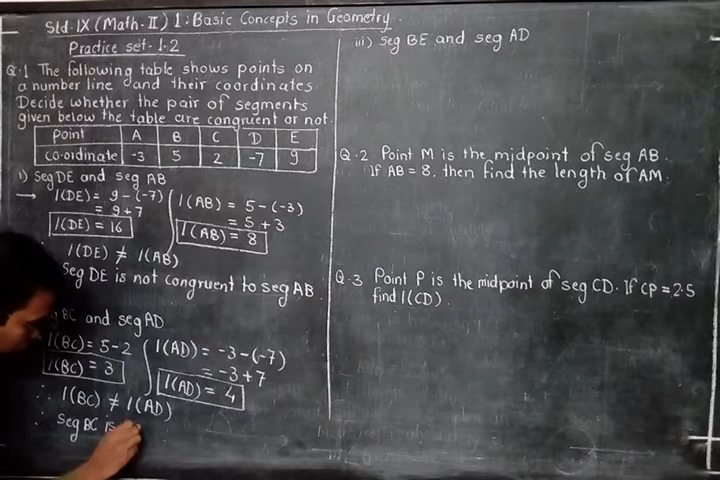 Std. IX (Math-II) 1: Basic Concepts in Geometry.
Practice set-1.2
Q.1 The following table shows points on
a number line and their coordinates.
Decide whether the pair of segments
given below the table are congruent or not.
Point A B C D E
co-ordinate -3 5 2 -7 9
i) Seg DE and seg AB
→ l(DE) = 9 - (-7)
= 9+7
l(DE) = 16
l(AB) = 5 - (-3)
= 5 + 3
l(AB) = 8
l(DE) ≠ l(AB)
Seg DE is not congruent to seg AB.
BC and seg AD
l(BC) = 5 - 2
l(BC) = 3
l(AD) = -3 - (-7)
= -3 + 7
l(AD) = 4
∴ l(BC) ≠ l(AD)
∴ Seg BC is
iii) Seg BE and seg AD
Q.2 Point M is the midpoint of seg AB.
If AB = 8, then find the length of AM.
Q.3 Point P is the midpoint of seg CD. If CP = 2.5
find l(CD).